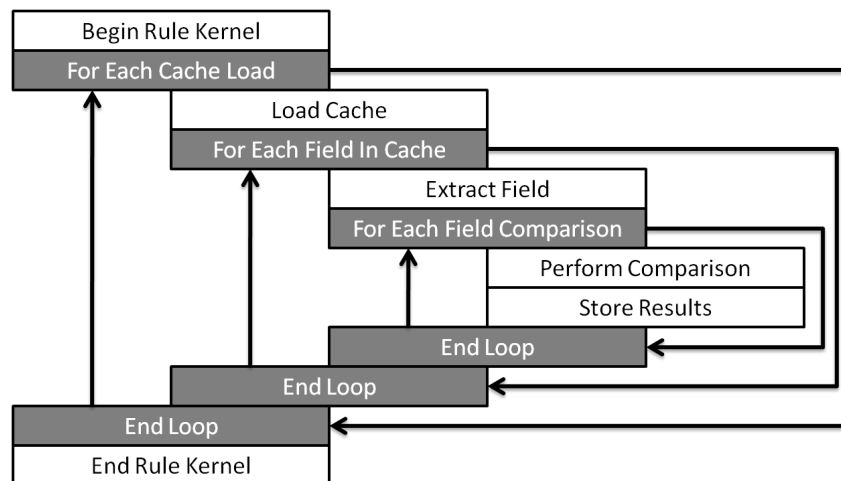 Begin Rule Kernel
For Each Cache Load
Load Cache
For Each Field In Cache
Extract Field
For Each Field Comparison
Perform Comparison
Store Results
End Loop
End Loop
End Loop
End Rule Kernel